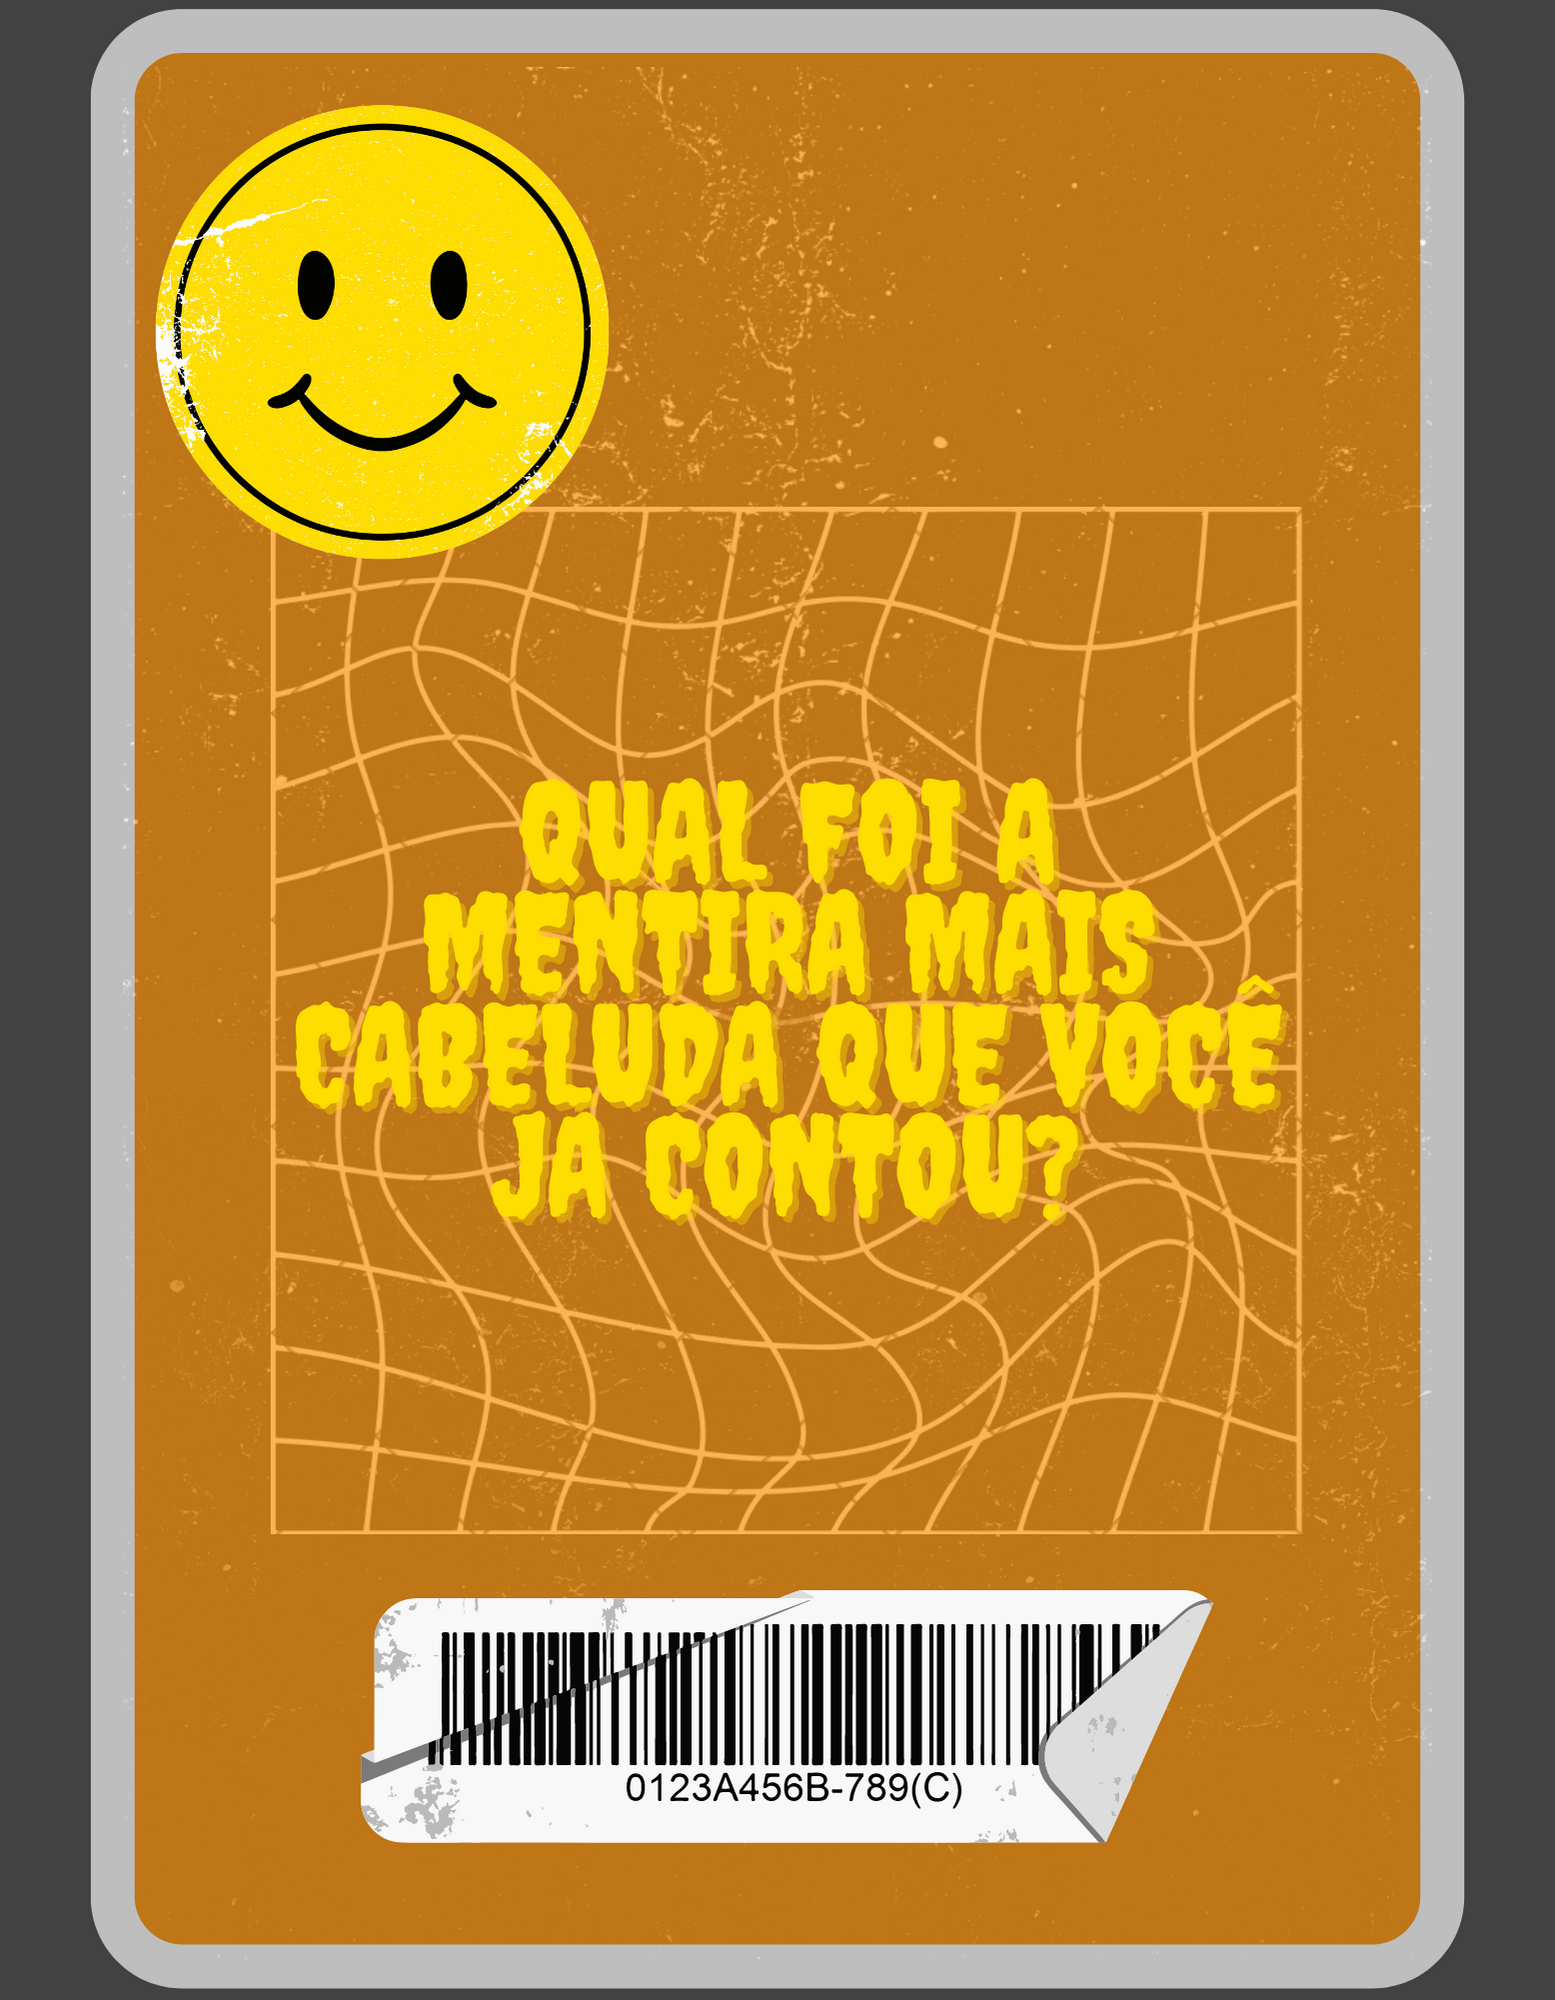 QUAL FOI A
MENTIRA MAIS
CABELUDA QUE VOCÊ
JA CONTOU?
0123A456B-789(C)